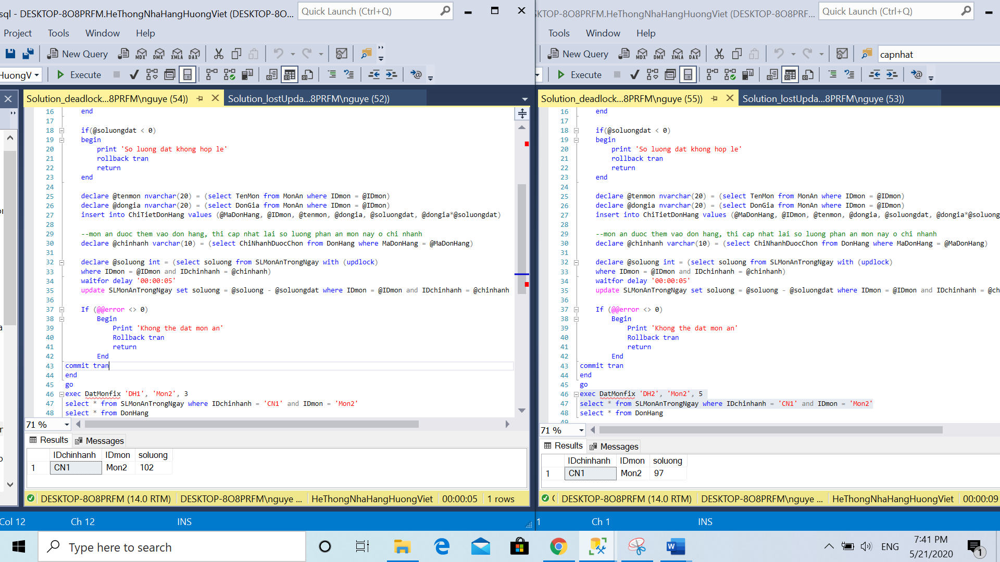 sql - DESKTOP-8O8PRFM.HeThongNhaHangHuongViet (DESKTOP-8O...
Quick Launch (Ctrl+Q)
Project Tools Window Help
New Query
MDX DMX XMLA DAX
HuongV Execute
Solution_deadlock...8PRFM\nguye (54)) Solution_lostUpda...8PRFM\nguye (52))
16 end
17
18 if(@soluongdat < 0)
19 begin
20 print 'So luong dat khong hop le'
21 rollback tran
22 return
23 end
24
25 declare @tenmon nvarchar(20) = (select TenMon from MonAn where IDmon = @IDmon)
26 declare @dongia nvarchar(20) = (select DonGia from MonAn where IDmon = @IDmon)
27 insert into ChiTietDonHang values (@MaDonHang, @IDmon, @tenmon, @dongia, @soluongdat, @dongia*@soluongdat)
28
29 --mon an duoc them vao don hang, thi cap nhat lai so luong phan an mon nay o chi nhanh
30 declare @chinhanh varchar(10) = (select ChiNhanhDuocChon from DonHang where MaDonHang = @MaDonHang)
31
32 declare @soluong int = (select soluong from SLMonAnTrongNgay with (updlock)
33 where IDmon = @IDmon and IDchinhanh = @chinhanh)
34 waitfor delay '00:00:05'
35 update SLMonAnTrongNgay set soluong = @soluong - @soluongdat where IDmon = @IDmon and IDchinhanh = @chinhanh
36
37 If (@@error <> 0)
38 Begin
39 Print 'Khong the dat mon an'
40 Rollback tran
41 return
42 End
43 commit tran
44 end
45 go
46 exec DatMonfix 'DH1', 'Mon2', 3
47 select * from SLMonAnTrongNgay where IDchinhanh = 'CN1' and IDmon = 'Mon2'
48 select * from DonHang
71 %
Results Messages
IDchinhanh IDmon soluong
1 CN1 Mon2 102
DESKTOP-8O8PRFM (14.0 RTM) DESKTOP-8O8PRFM\nguye ... HeThongNhaHangHuongViet 00:00:05 1 rows
Col 12 Ch 12 INS
SKTOP-8O8PRFM.HeThongNhaHangHuongViet (DESKTOP-8O8PRF...
Quick Launch (Ctrl+Q)
Tools Window Help
New Query
MDX DMX XMLA DAX
capnhat
Execute
Solution_deadlock...8PRFM\nguye (55)) Solution_lostUpda...8PRFM\nguye (53))
16 end
17
18 if(@soluongdat < 0)
19 begin
20 print 'So luong dat khong hop le'
21 rollback tran
22 return
23 end
24
25 declare @tenmon nvarchar(20) = (select TenMon from MonAn where IDmon = @IDmon)
26 declare @dongia nvarchar(20) = (select DonGia from MonAn where IDmon = @IDmon)
27 insert into ChiTietDonHang values (@MaDonHang, @IDmon, @tenmon, @dongia, @soluongdat, @dongia*@soluong
28
29 --mon an duoc them vao don hang, thi cap nhat lai so luong phan an mon nay o chi nhanh
30 declare @chinhanh varchar(10) = (select ChiNhanhDuocChon from DonHang where MaDonHang = @MaDonHang)
31
32 declare @soluong int = (select soluong from SLMonAnTrongNgay with (updlock)
33 where IDmon = @IDmon and IDchinhanh = @chinhanh)
34 waitfor delay '00:00:05'
35 update SLMonAnTrongNgay set soluong = @soluong - @soluongdat where IDmon = @IDmon and IDchinhanh = @ch
36
37 If (@@error <> 0)
38 Begin
39 Print 'Khong the dat mon an'
40 Rollback tran
41 return
42 End
43 commit tran
44 end
45 go
46 exec DatMonfix 'DH2', 'Mon2', 5
47 select * from SLMonAnTrongNgay where IDchinhanh = 'CN1' and IDmon = 'Mon2'
48 select * from DonHang
49
71 %
Results Messages
IDchinhanh IDmon soluong
1 CN1 Mon2 97
DESKTOP-8O8PRFM (14.0 RTM) DESKTOP-8O8PRFM\nguye ... HeThongNhaHangHuongViet 00:00:09
1 Ch 1 INS
Type here to search
ENG
7:41 PM
5/21/2020
1